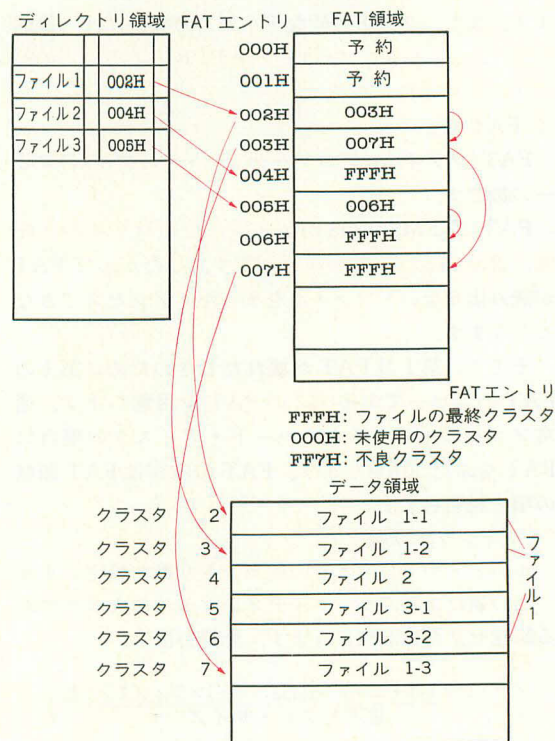 ディレクトリ領域 FATエントリ FAT 領域
000H 予 約
001H 予 約
ファイル1 002H
002H 003H
ファイル2 004H
003H 007H
ファイル3 005H
004H FFFH
005H 006H
006H FFFH
007H FFFH
FATエントリ
FFFH: ファイルの最終クラスタ
000H: 未使用のクラスタ
FF7H: 不良クラスタ
データ領域
クラスタ 2 ファイル 1-1
クラスタ 3 ファイル 1-2
クラスタ 4 ファイル 2
クラスタ 5 ファイル 3-1
クラスタ 6 ファイル 3-2
クラスタ 7 ファイル 1-3
ファイル1